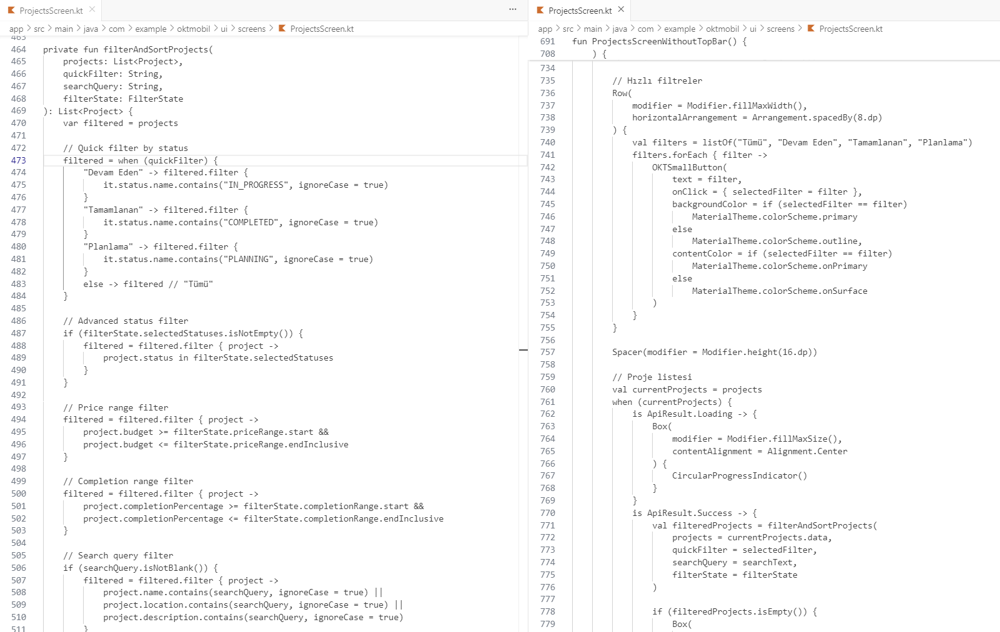 ProjectsScreen.kt
app > src > main > java > com > example > oktmobil > ui > screens > ProjectsScreen.kt
463
464 private fun filterAndSortProjects(
465     projects: List<Project>,
466     quickFilter: String,
467     searchQuery: String,
468     filterState: FilterState
469 ): List<Project> {
470     var filtered = projects
471
472     // Quick filter by status
473     filtered = when (quickFilter) {
474         "Devam Eden" -> filtered.filter {
475             it.status.name.contains("IN_PROGRESS", ignoreCase = true)
476         }
477         "Tamamlanan" -> filtered.filter {
478             it.status.name.contains("COMPLETED", ignoreCase = true)
479         }
480         "Planlama" -> filtered.filter {
481             it.status.name.contains("PLANNING", ignoreCase = true)
482         }
483         else -> filtered // "Tümü"
484     }
485
486     // Advanced status filter
487     if (filterState.selectedStatuses.isNotEmpty()) {
488         filtered = filtered.filter { project ->
489             project.status in filterState.selectedStatuses
490         }
491     }
492
493     // Price range filter
494     filtered = filtered.filter { project ->
495         project.budget >= filterState.priceRange.start &&
496         project.budget <= filterState.priceRange.endInclusive
497     }
498
499     // Completion range filter
500     filtered = filtered.filter { project ->
501         project.completionPercentage >= filterState.completionRange.start &&
502         project.completionPercentage <= filterState.completionRange.endInclusive
503     }
504
505     // Search query filter
506     if (searchQuery.isNotBlank()) {
507         filtered = filtered.filter { project ->
508             project.name.contains(searchQuery, ignoreCase = true) ||
509             project.location.contains(searchQuery, ignoreCase = true) ||
510             project.description.contains(searchQuery, ignoreCase = true)
511         }
ProjectsScreen.kt
app > src > main > java > com > example > oktmobil > ui > screens > ProjectsScreen.kt
691 fun ProjectsScreenWithoutTopBar() {
708     ) {
734
735         // Hızlı filtreler
736         Row(
737             modifier = Modifier.fillMaxWidth(),
738             horizontalArrangement = Arrangement.spacedBy(8.dp)
739         ) {
740             val filters = listOf("Tümü", "Devam Eden", "Tamamlanan", "Planlama")
741             filters.forEach { filter ->
742                 OKTSmallButton(
743                     text = filter,
744                     onClick = { selectedFilter = filter },
745                     backgroundColor = if (selectedFilter == filter)
746                         MaterialTheme.colorScheme.primary
747                     else
748                         MaterialTheme.colorScheme.outline,
749                     contentColor = if (selectedFilter == filter)
750                         MaterialTheme.colorScheme.onPrimary
751                     else
752                         MaterialTheme.colorScheme.onSurface
753                 )
754             }
755         }
756
757         Spacer(modifier = Modifier.height(16.dp))
758
759         // Proje listesi
760         val currentProjects = projects
761         when (currentProjects) {
762             is ApiResult.Loading -> {
763                 Box(
764                     modifier = Modifier.fillMaxSize(),
765                     contentAlignment = Alignment.Center
766                 ) {
767                     CircularProgressIndicator()
768                 }
769             }
770             is ApiResult.Success -> {
771                 val filteredProjects = filterAndSortProjects(
772                     projects = currentProjects.data,
773                     quickFilter = selectedFilter,
774                     searchQuery = searchText,
775                     filterState = filterState
776                 )
777
778                 if (filteredProjects.isEmpty()) {
779                     Box(